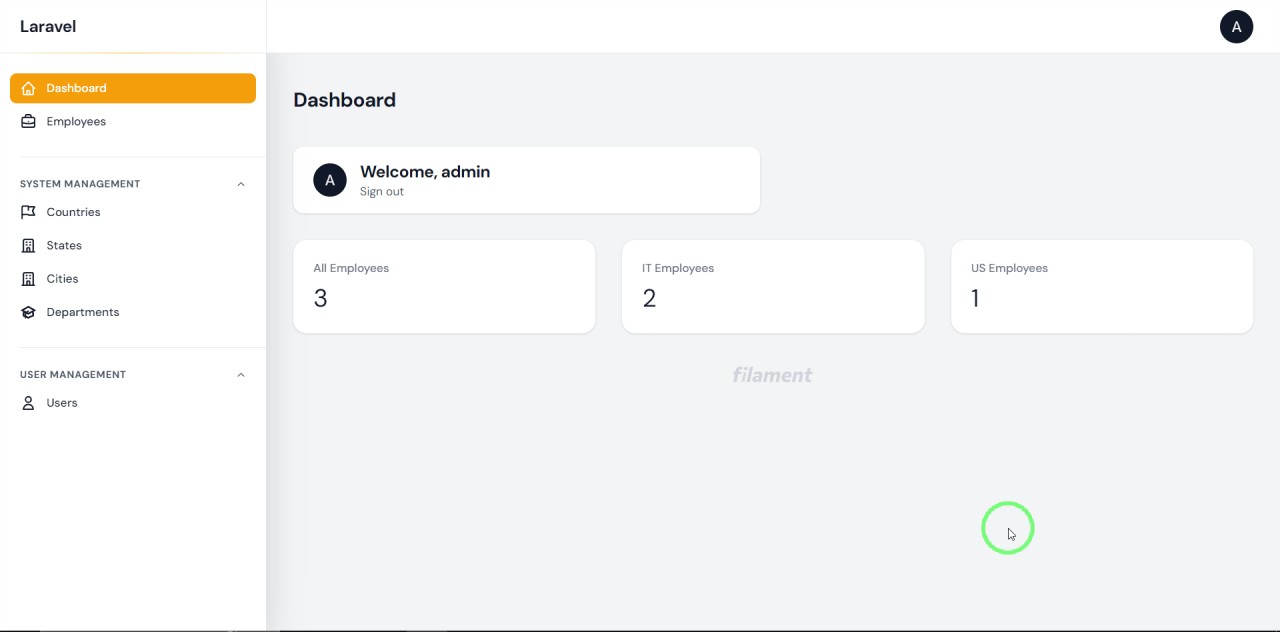 Laravel
A
Dashboard
Employees
SYSTEM MANAGEMENT
Countries
States
Cities
Departments
USER MANAGEMENT
Users
Dashboard
A
Welcome, admin
Sign out
All Employees
3
IT Employees
2
US Employees
1
filament